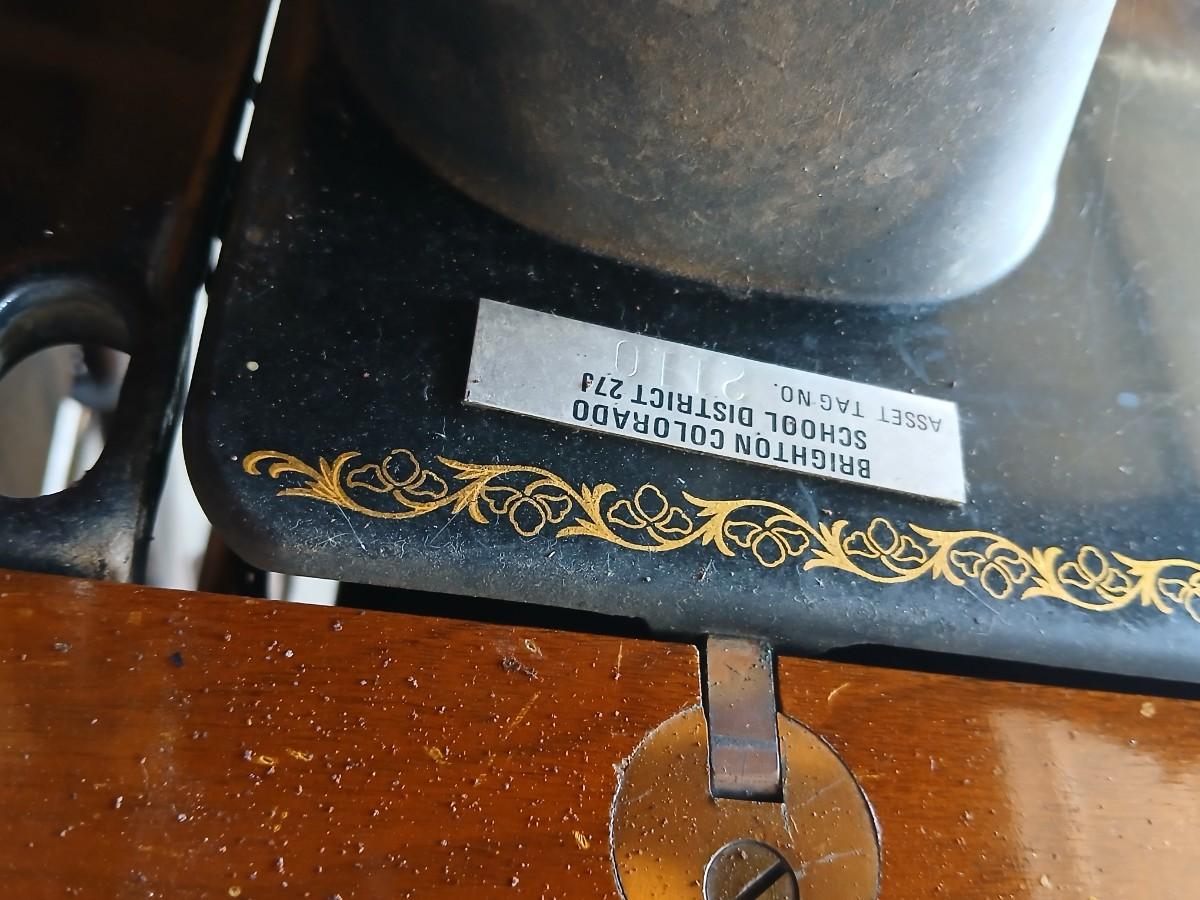 BRIGHTON COLORADO
SCHOOL DISTRICT 27J
ASSET TAG NO. 2110